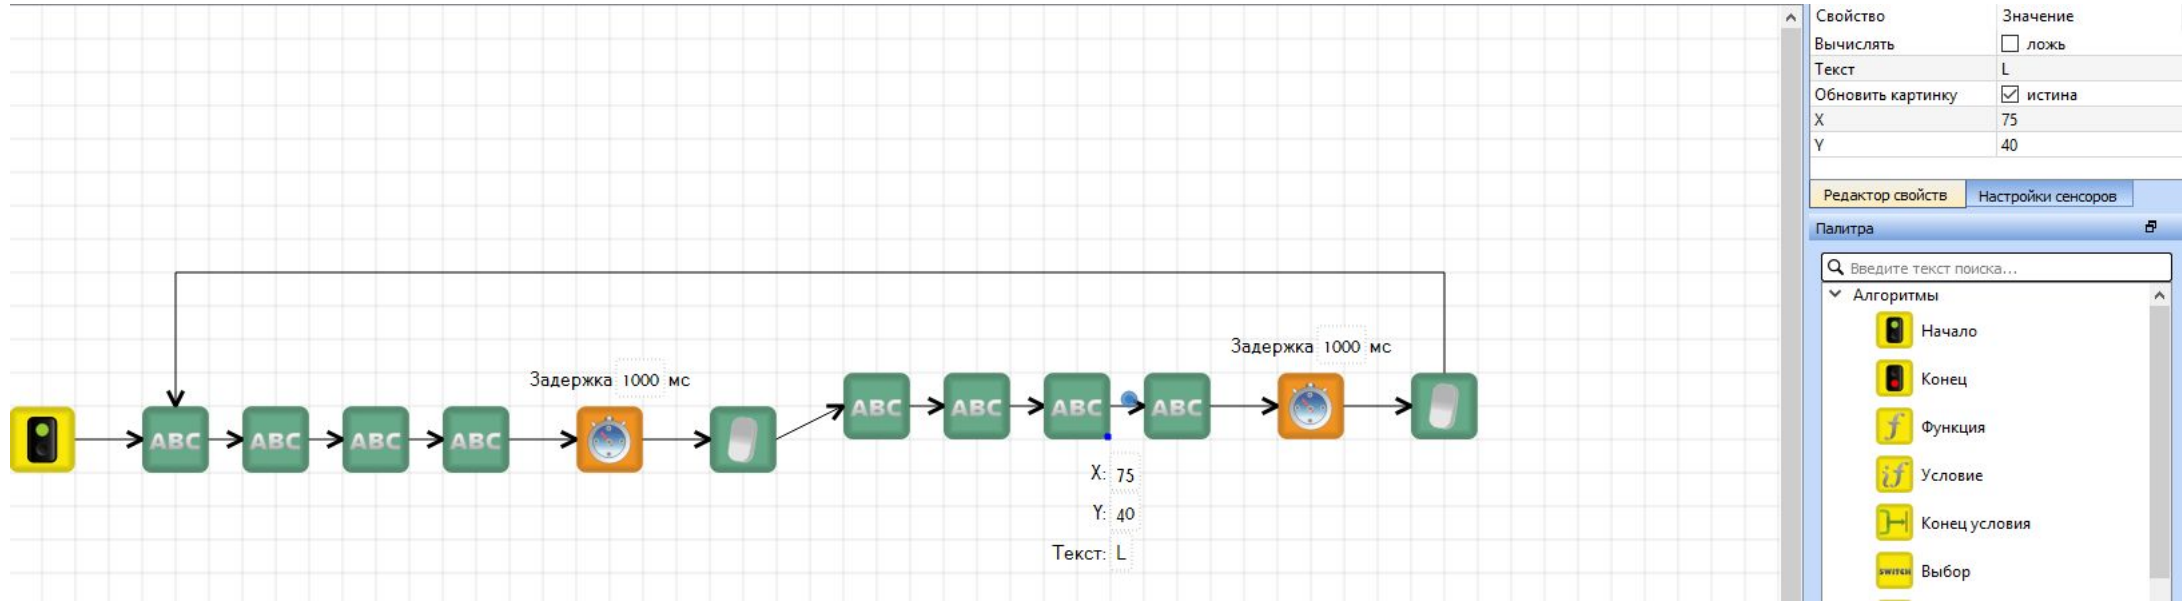 Свойство Значение
Вычислять ложь
Текст L
Обновить картинку истина
X 75
Y 40
Редактор свойств Настройки сенсоров
Палитра
Введите текст поиска...
Алгоритмы
Начало
Конец
f Функция
if Условие
Конец условия
SWITCH Выбор
Задержка 1000 мс
Задержка 1000 мс
ABC ABC ABC ABC
ABC ABC ABC ABC
X: 75
Y: 40
Текст: L